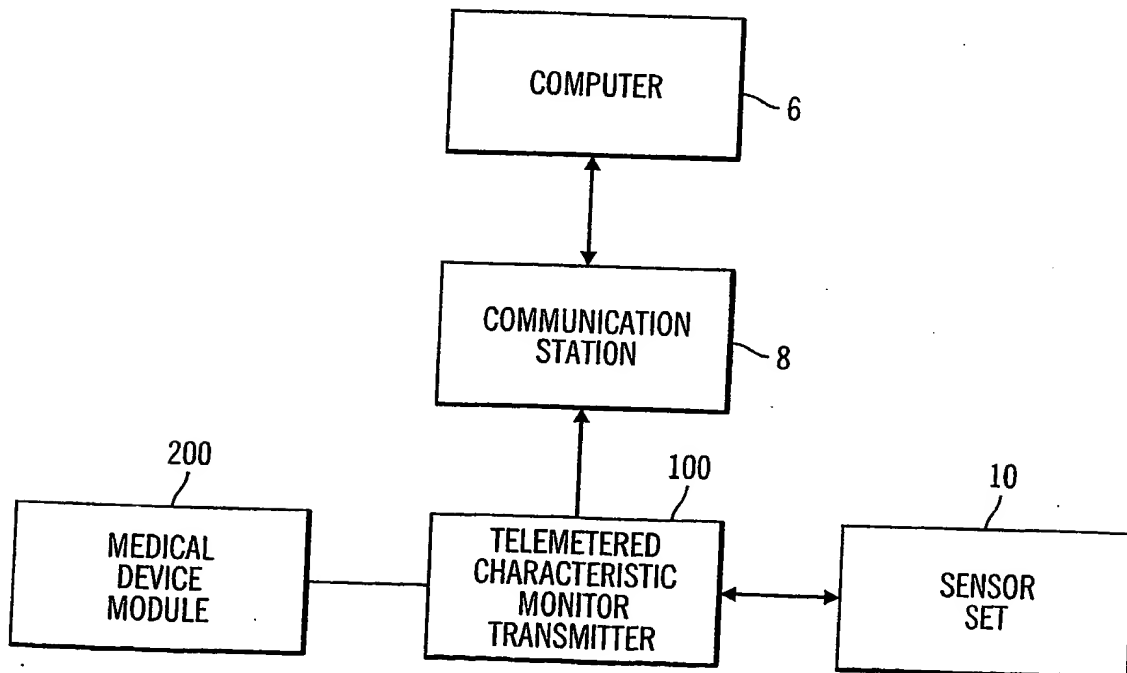 COMPUTER
6
COMMUNICATION
STATION
8
200
100
10
MEDICAL
DEVICE
MODULE
TELEMETERED
CHARACTERISTIC
MONITOR
TRANSMITTER
SENSOR
SET